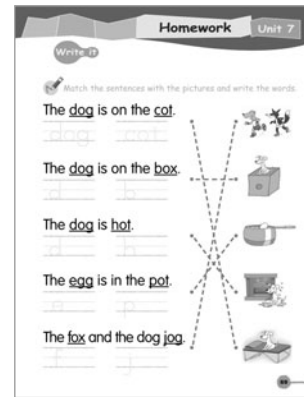 Homework Unit 7
Write it
Match the sentences with the pictures and write the words.
The dog is on the cot.
dog cot
The dog is on the box.
d b
The dog is hot.
d h
The egg is in the pot.
e p
The fox and the dog jog.
f j